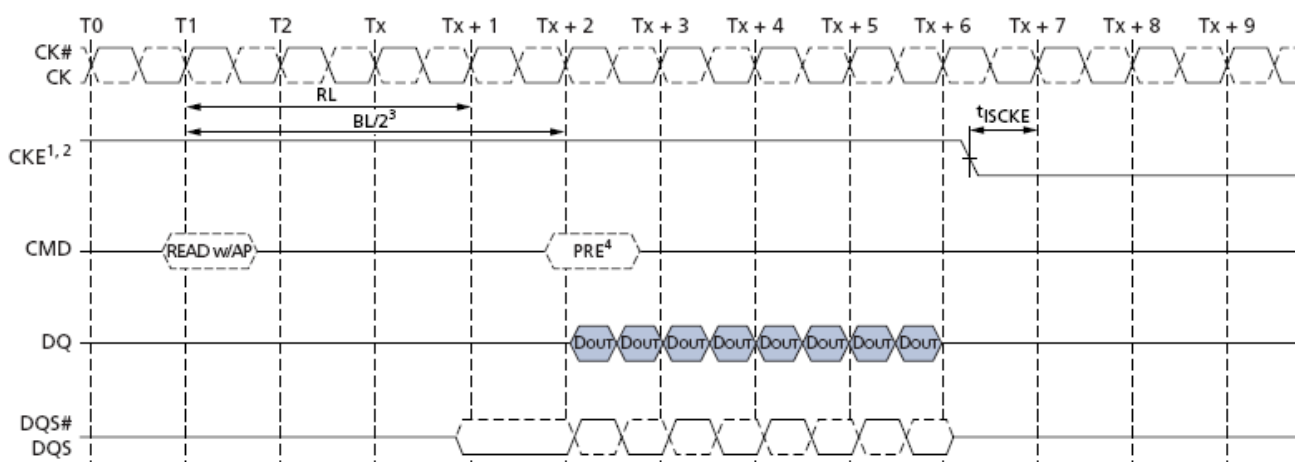 T0 T1 T2 Tx Tx + 1 Tx + 2 Tx + 3 Tx + 4 Tx + 5 Tx + 6 Tx + 7 Tx + 8 Tx + 9
CK#
CK
RL
BL/2³
tISCKE
CKE¹, ²
CMD READ w/AP PRE⁴
DQ DOUT DOUT DOUT DOUT DOUT DOUT DOUT DOUT
DQS#
DQS